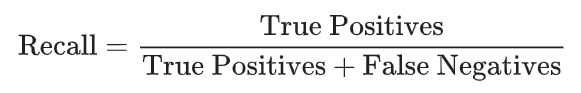 Recall = True Positives / True Positives + False Negatives